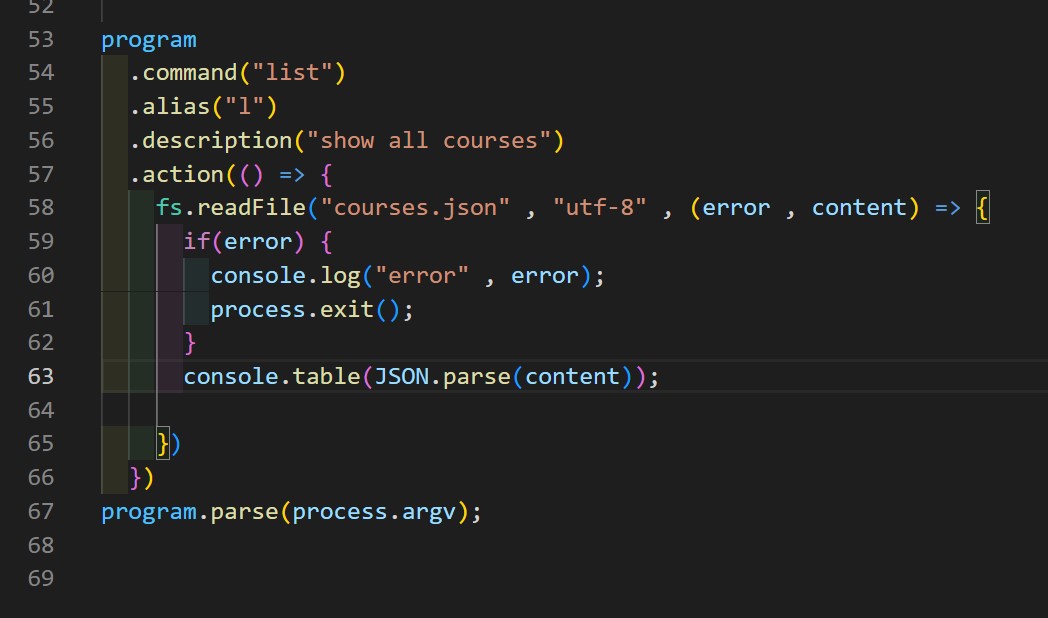 52
53 program
54 .command("list")
55 .alias("l")
56 .description("show all courses")
57 .action(() => {
58 fs.readFile("courses.json" , "utf-8" , (error , content) => {
59 if(error) {
60 console.log("error" , error);
61 process.exit();
62 }
63 console.table(JSON.parse(content));
64
65 })
66 })
67 program.parse(process.argv);
68
69